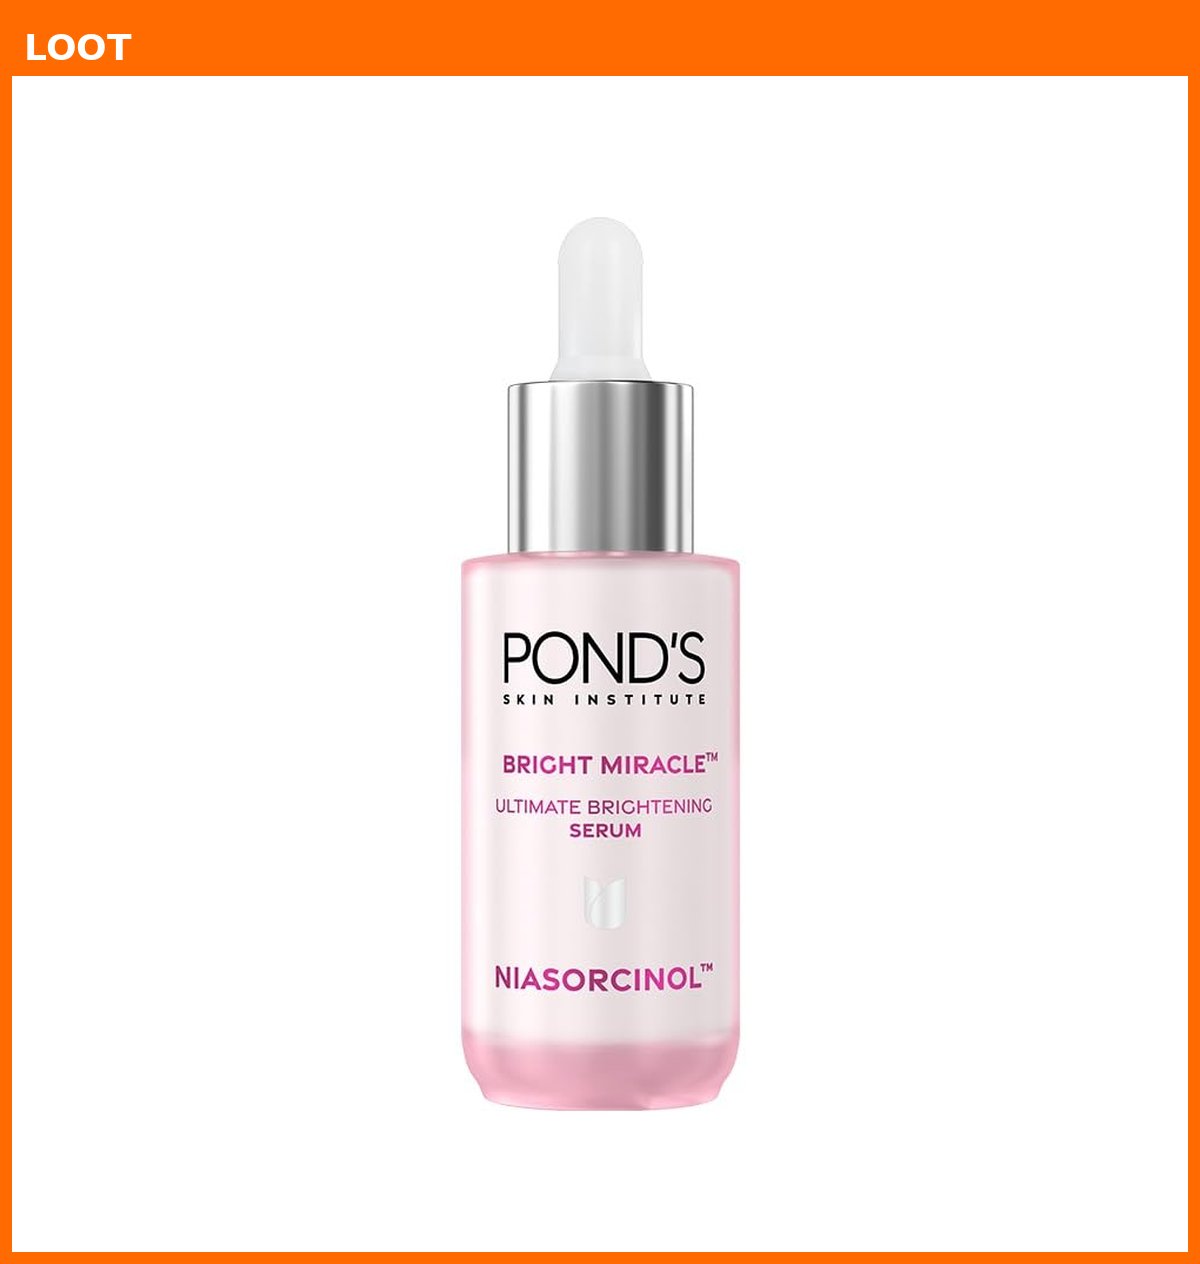 LOOT
POND'S
SKIN INSTITUTE
BRIGHT MIRACLE™
ULTIMATE BRIGHTENING
SERUM
NIASORCINOL™